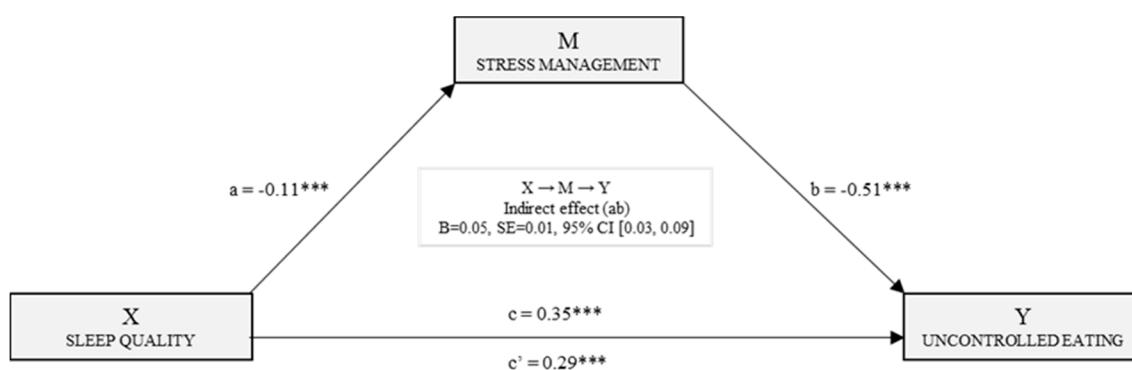 M
STRESS MANAGEMENT
a = -0.11***
b = -0.51***
X → M → Y
Indirect effect (ab)
B=0.05, SE=0.01, 95% CI [0.03, 0.09]
X
SLEEP QUALITY
c = 0.35***
c’ = 0.29***
Y
UNCONTROLLED EATING